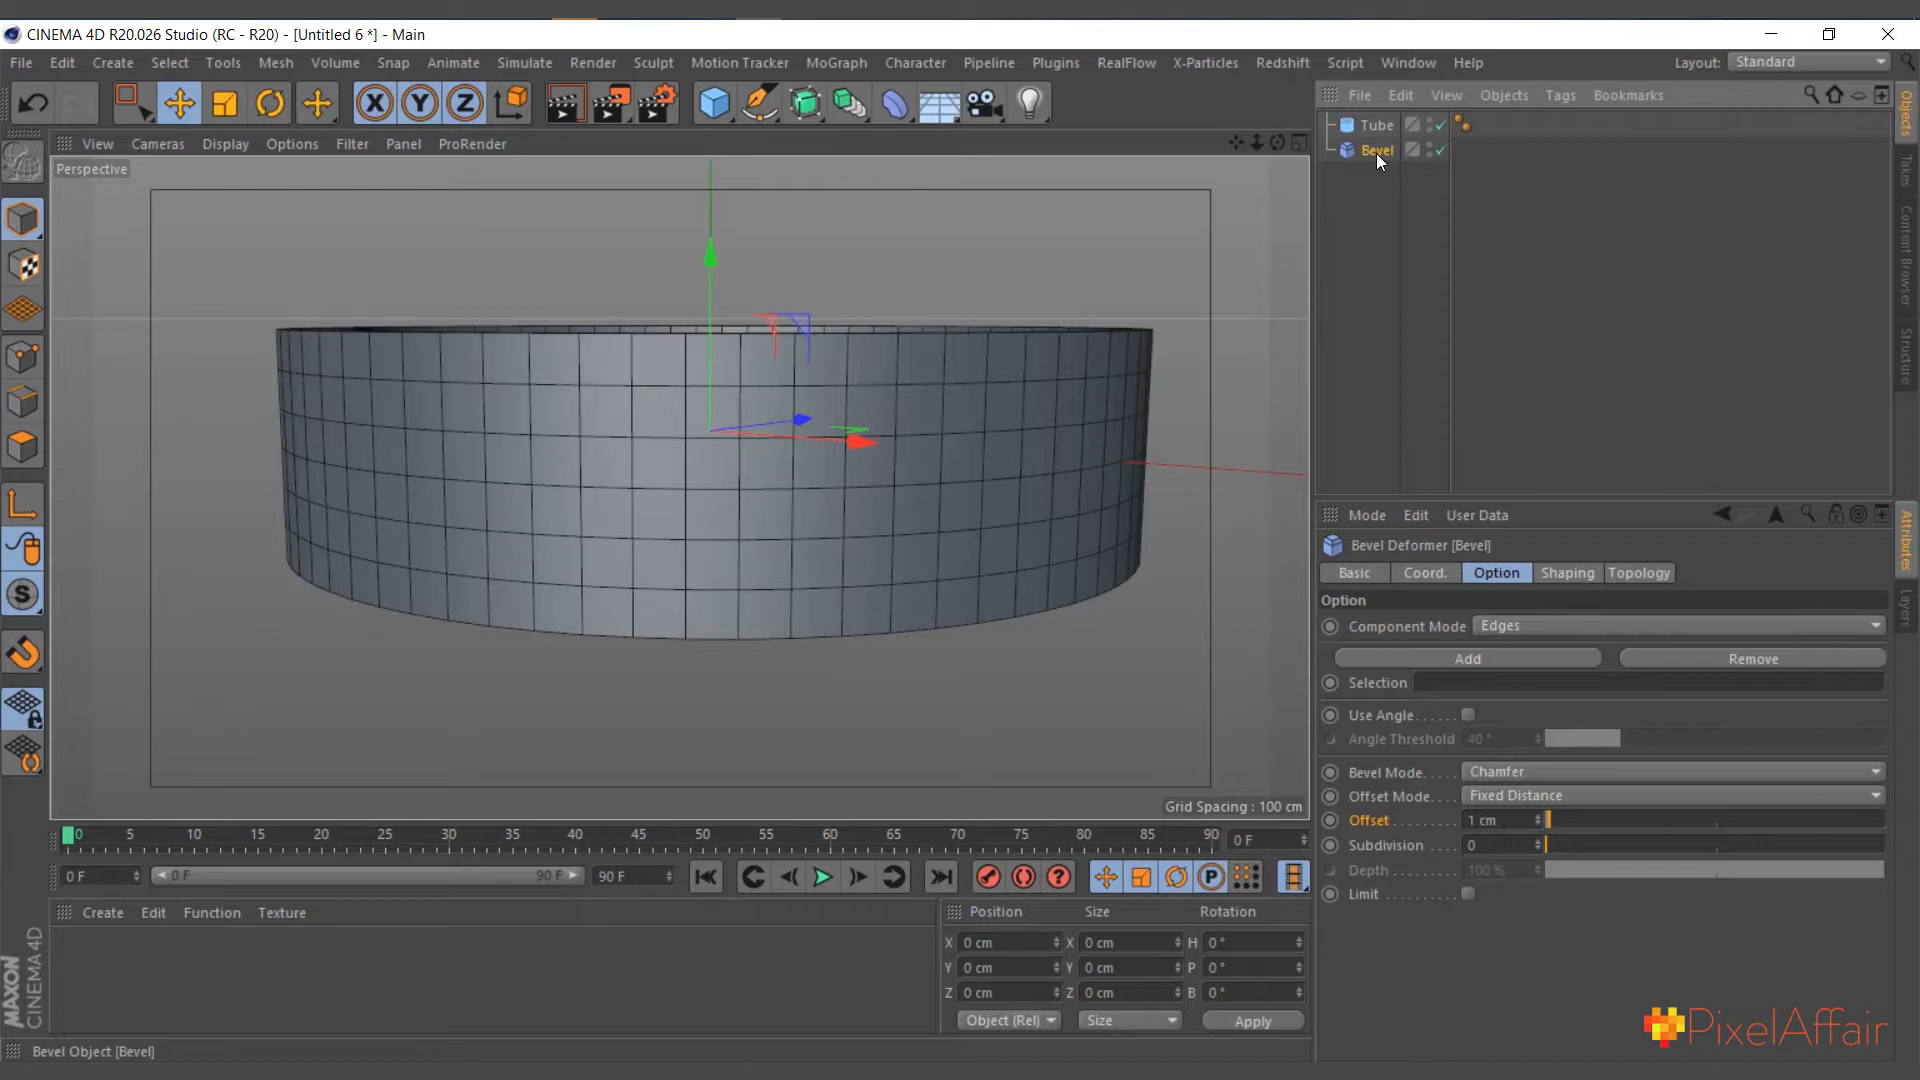 CINEMA 4D R20.026 Studio (RC - R20) - [Untitled 6 *] - Main
File Edit Create Select Tools Mesh Volume Snap Animate Simulate Render Sculpt Motion Tracker MoGraph Character Pipeline Plugins RealFlow X-Particles Redshift Script Window Help Layout: Standard
X Y Z
File Edit View Objects Tags Bookmarks
Objects
Takes
Content Browser
Structure
Tube
Bevel
View Cameras Display Options Filter Panel ProRender
Perspective
Grid Spacing : 100 cm
S
Mode Edit User Data
Attributes
Layers
Bevel Deformer [Bevel]
Basic Coord. Option Shaping Topology
Option
Component Mode Edges
Add Remove
Selection
Use Angle......
Angle Threshold 40 °
Bevel Mode..... Chamfer
Offset Mode.... Fixed Distance
Offset ........ 1 cm
Subdivision .... 0
Depth ......... 100 %
Limit .........
0 5 10 15 20 25 30 35 40 45 50 55 60 65 70 75 80 85 90 0 F
0 F 0 F 90 F 90 F
? P
Create Edit Function Texture
Position Size Rotation
X 0 cm X 0 cm H 0 °
Y 0 cm Y 0 cm P 0 °
Z 0 cm Z 0 cm B 0 °
Object (Rel) Size Apply
MAXON
CINEMA 4D
Bevel Object [Bevel]
PixelAffair